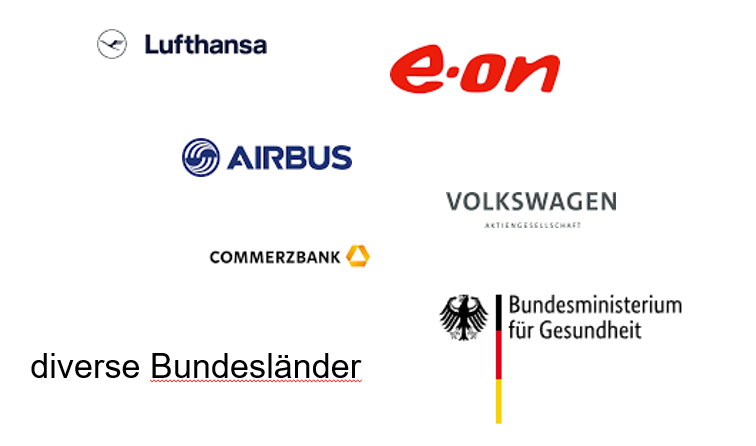 Lufthansa
e·on
AIRBUS
VOLKSWAGEN
AKTIENGESELLSCHAFT
COMMERZBANK
Bundesministerium
für Gesundheit
diverse Bundesländer